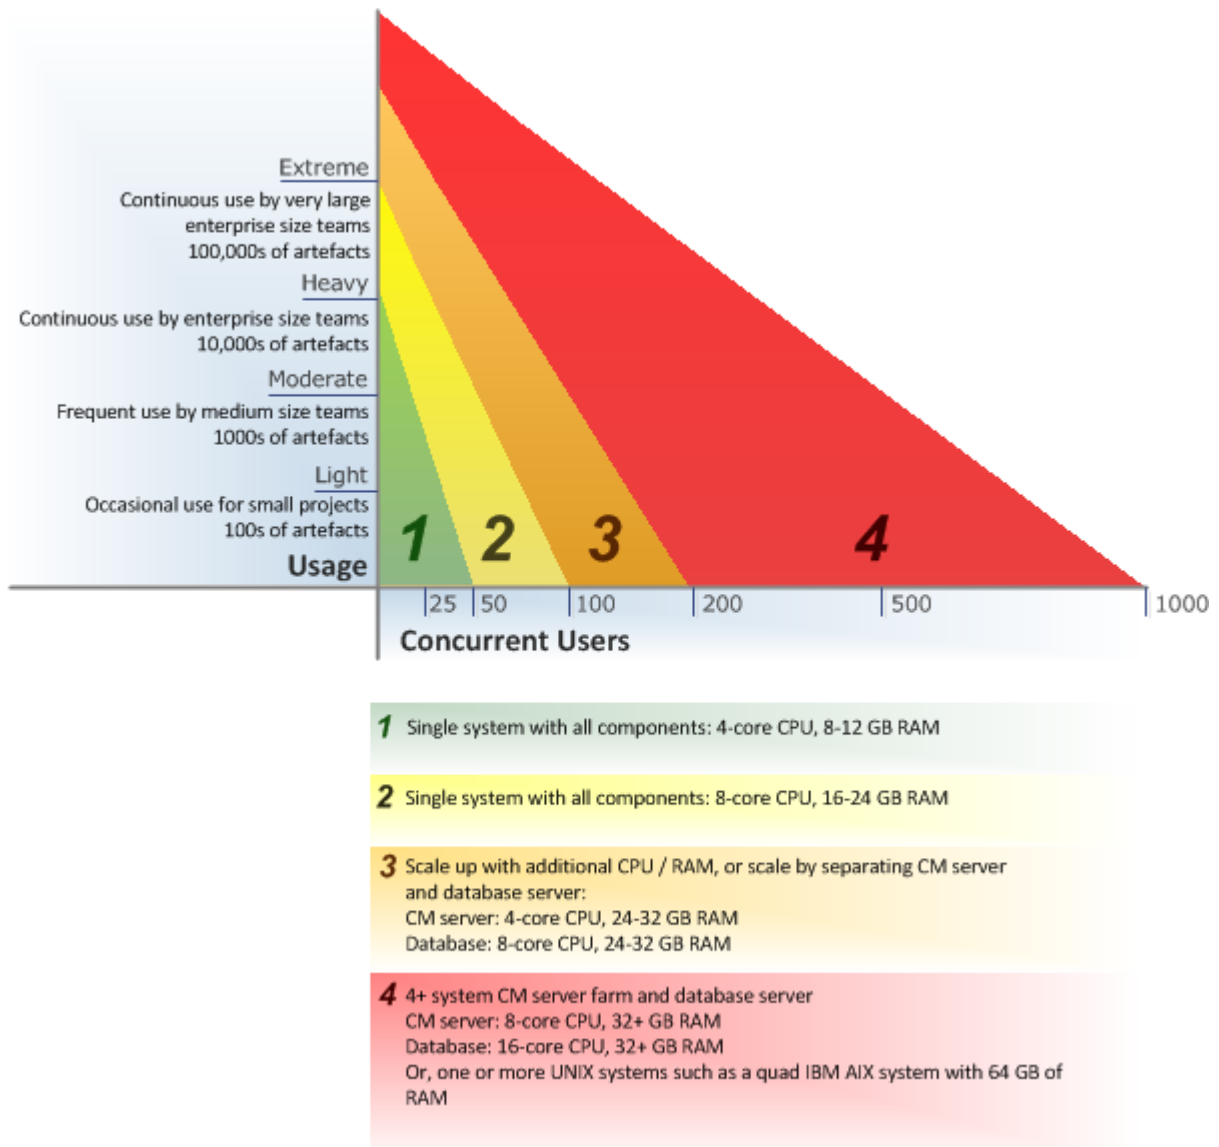 Extreme
Continuous use by very large
enterprise size teams
100,000s of artefacts
Heavy
Continuous use by enterprise size teams
10,000s of artefacts
Moderate
Frequent use by medium size teams
1000s of artefacts
Light
Occasional use for small projects
100s of artefacts
Usage
1 2 3 4
25 50 100 200 500 1000
Concurrent Users
1 Single system with all components: 4-core CPU, 8-12 GB RAM
2 Single system with all components: 8-core CPU, 16-24 GB RAM
3 Scale up with additional CPU / RAM, or scale by separating CM server
and database server:
CM server: 4-core CPU, 24-32 GB RAM
Database: 8-core CPU, 24-32 GB RAM
4 4+ system CM server farm and database server
CM server: 8-core CPU, 32+ GB RAM
Database: 16-core CPU, 32+ GB RAM
Or, one or more UNIX systems such as a quad IBM AIX system with 64 GB of
RAM